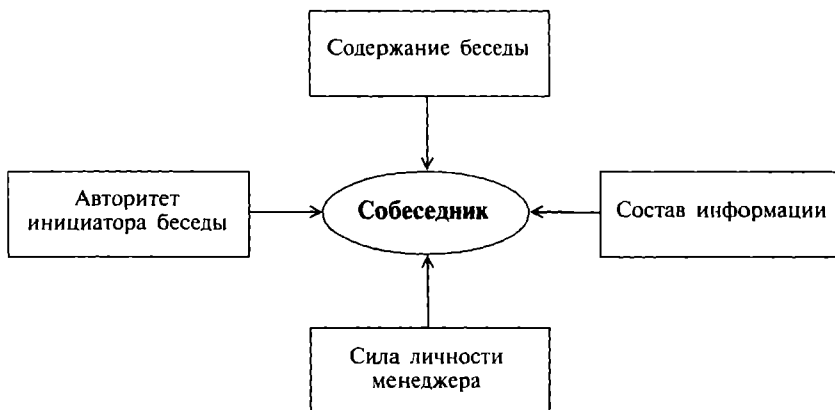 Содержание беседы
Авторитет
инициатора беседы
Собеседник
Состав информации
Сила личности
менеджера